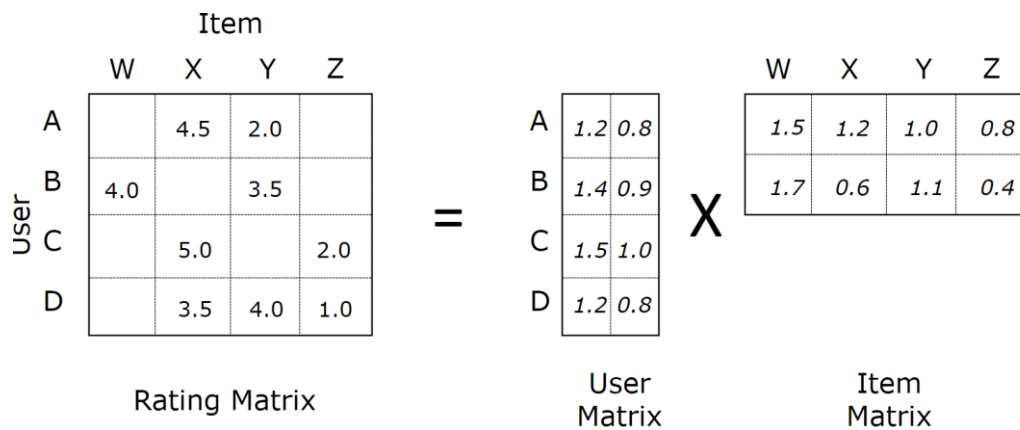 Item
W X Y Z W X Y Z
A 4.5 2.0 A 1.2 0.8 1.5 1.2 1.0 0.8
B 4.0 3.5 B 1.4 0.9 1.7 0.6 1.1 0.4
User
= X
C 5.0 2.0 C 1.5 1.0
D 3.5 4.0 1.0 D 1.2 0.8
Rating Matrix
User
Matrix
Item
Matrix